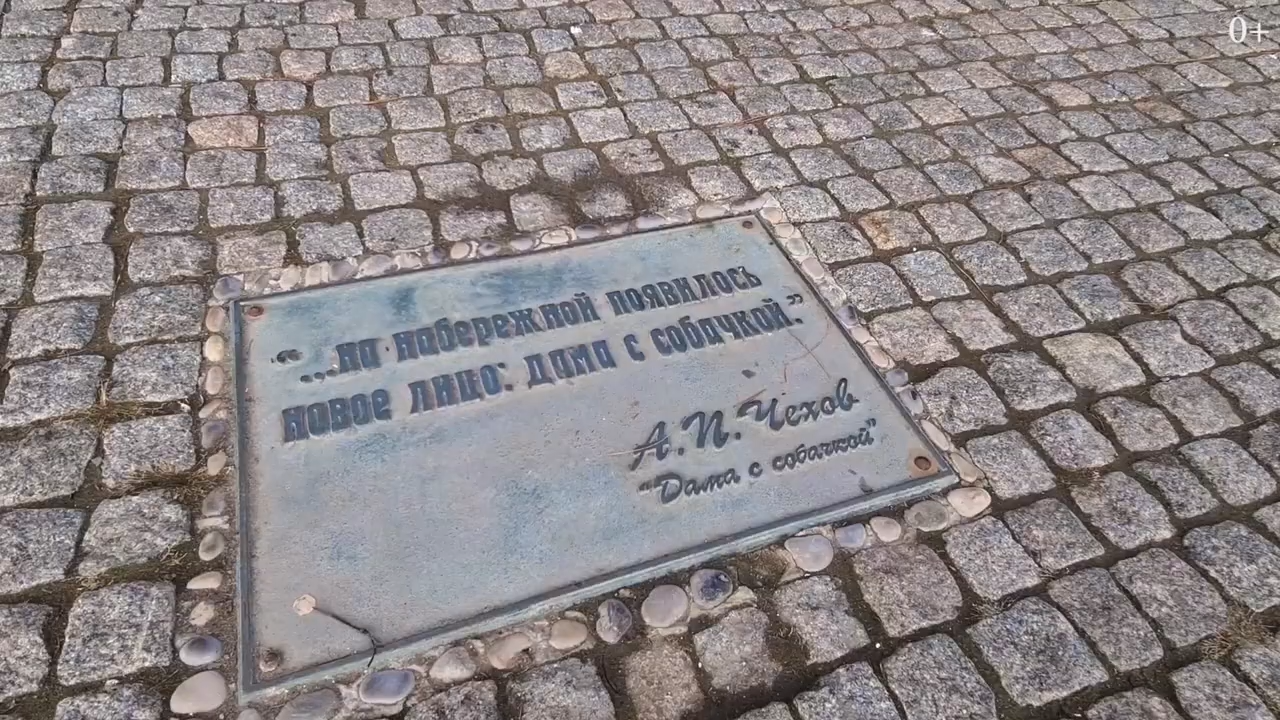 0+
“...на набережной появилось
новое лицо: дама с собачкой.”
А.П.Чехов
“Дама с собачкой”